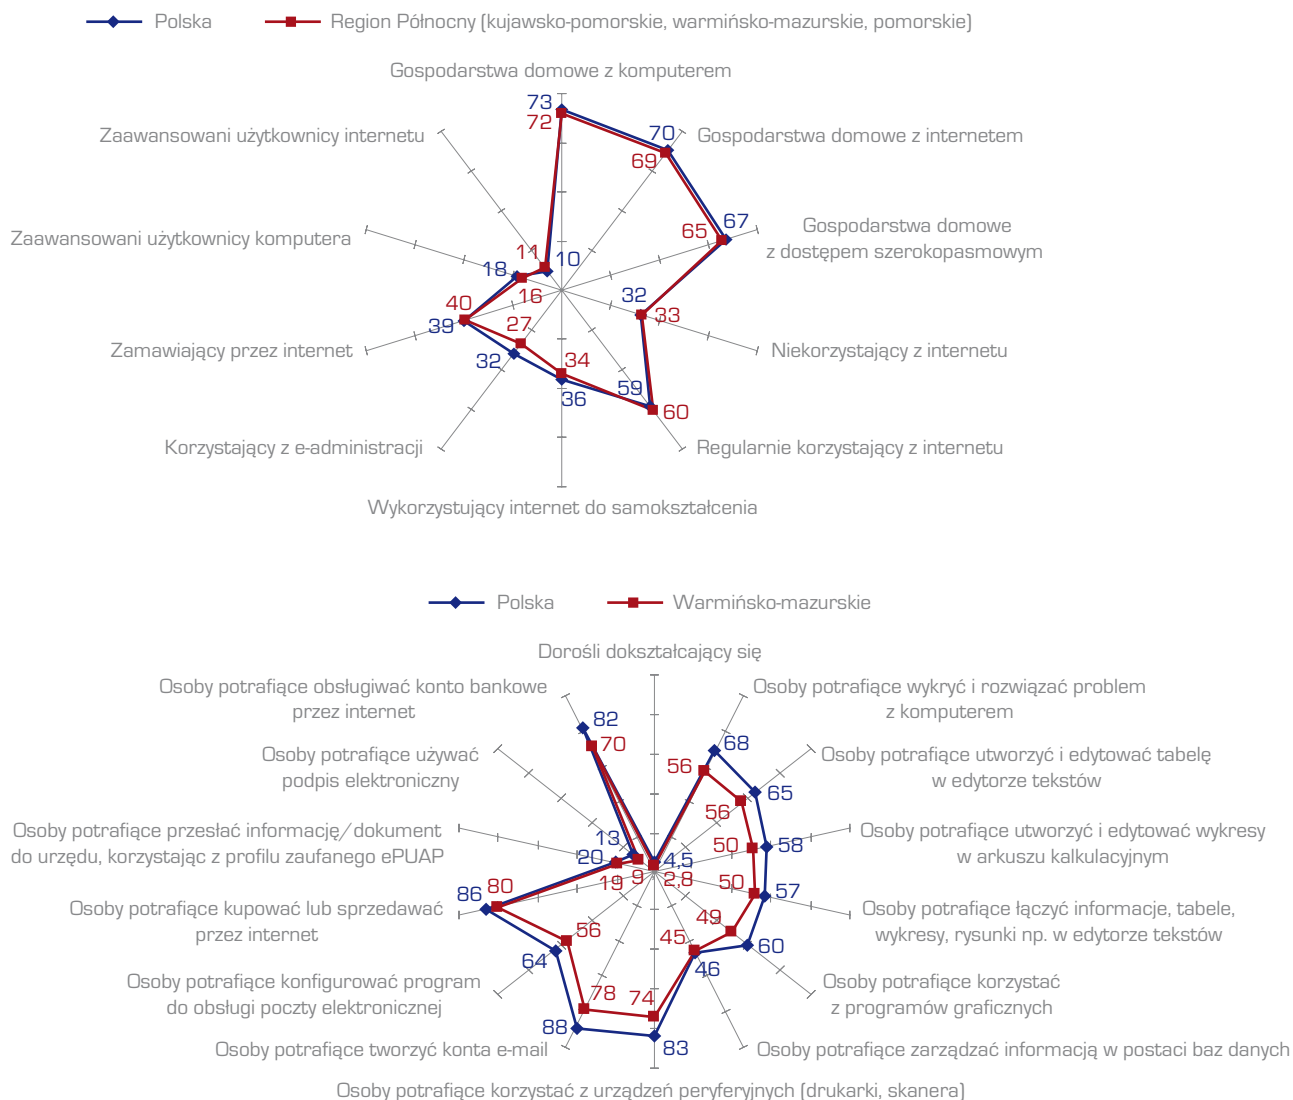 Polska
Region Północny (kujawsko-pomorskie, warmińsko-mazurskie, pomorskie)
Gospodarstwa domowe z komputerem
73
72
Zaawansowani użytkownicy internetu
70
Gospodarstwa domowe z internetem
69
Zaawansowani użytkownicy komputera
67
65
Gospodarstwa domowe
z dostępem szerokopasmowym
11
10
18
16
32
33
40
39
Zamawiający przez internet
27
32
34
36
59
60
Niekorzystający z internetu
Korzystający z e-administracji
Regularnie korzystający z internetu
Wykorzystujący internet do samokształcenia
Polska
Warmińsko-mazurskie
Dorośli dokształcający się
Osoby potrafiące obsługiwać konto bankowe
przez internet
82
70
Osoby potrafiące wykryć i rozwiązać problem
z komputerem
68
56
Osoby potrafiące używać
podpis elektroniczny
Osoby potrafiące utworzyć i edytować tabelę
w edytorze tekstów
65
56
Osoby potrafiące przesłać informację/dokument
do urzędu, korzystając z profilu zaufanego ePUAP
13
20
19
9
4,5
2,8
50
58
Osoby potrafiące utworzyć i edytować wykresy
w arkuszu kalkulacyjnym
86
80
Osoby potrafiące kupować lub sprzedawać
przez internet
50
57
Osoby potrafiące łączyć informacje, tabele,
wykresy, rysunki np. w edytorze tekstów
56
64
49
60
45
46
Osoby potrafiące konfigurować program
do obsługi poczty elektronicznej
Osoby potrafiące korzystać
z programów graficznych
78
88
74
83
Osoby potrafiące tworzyć konta e-mail
Osoby potrafiące zarządzać informacją w postaci baz danych
Osoby potrafiące korzystać z urządzeń peryferyjnych (drukarki, skanera)